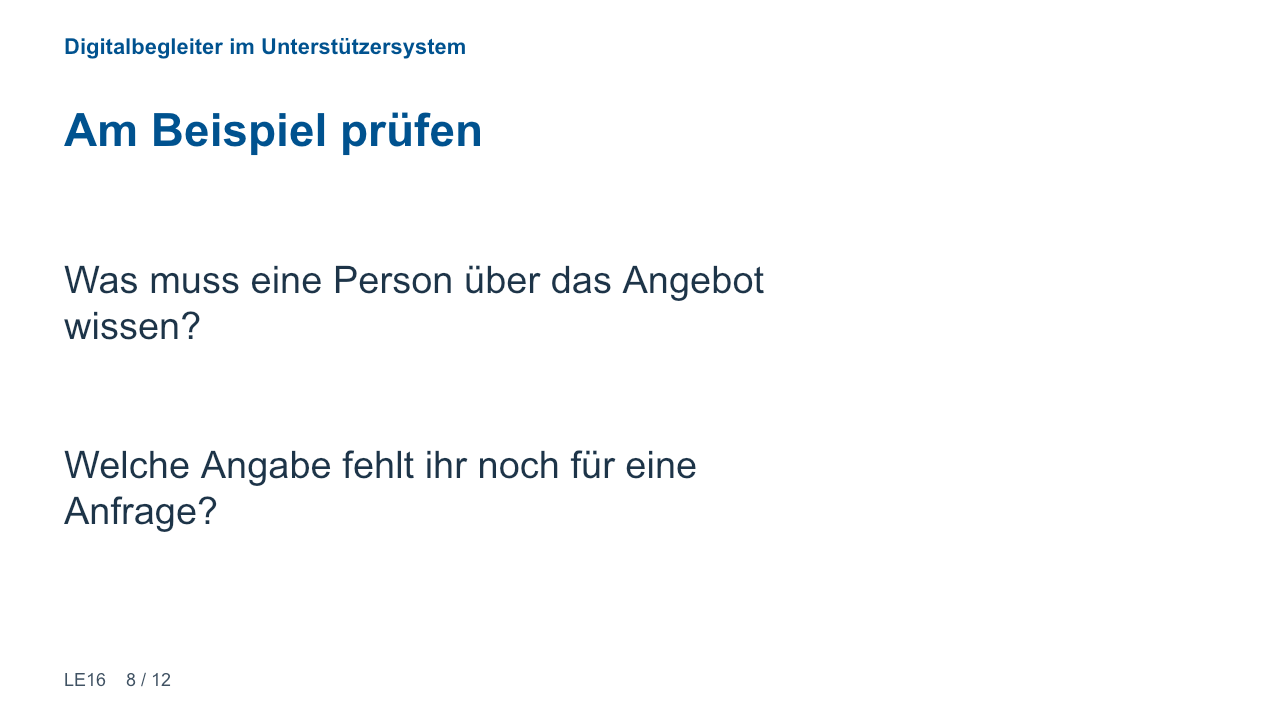 Digitalbegleiter im Unterstützersystem
Am Beispiel prüfen
Was muss eine Person über das Angebot
wissen?
Welche Angabe fehlt ihr noch für eine
Anfrage?
LE16 8 / 12